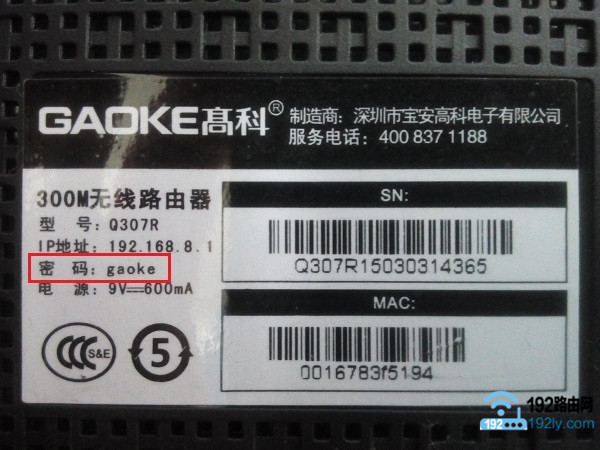 GAOKE高科®
制造商：深圳市宝安高科电子有限公司
服务电话：400 837 1188
300M无线路由器
型 号：Q307R
IP地址：192.168.8.1
密 码：gaoke
电 源：9V⎓600mA
SN:
Q307R15030314365
MAC:
0016783f5194
CCC S&E
5
192路由网
192...
192ly.com